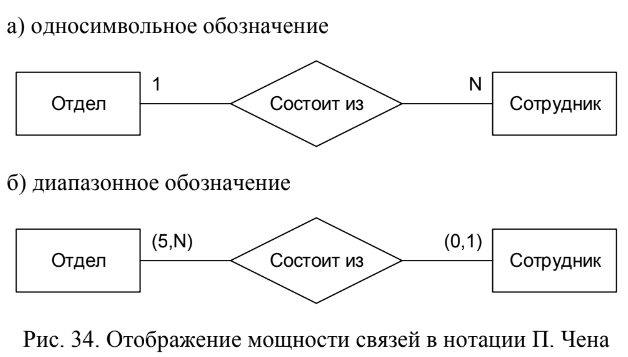 а) односимвольное обозначение
1 N
Отдел Состоит из Сотрудник
б) диапазонное обозначение
(5,N) (0,1)
Отдел Состоит из Сотрудник
Рис. 34. Отображение мощности связей в нотации П. Чена